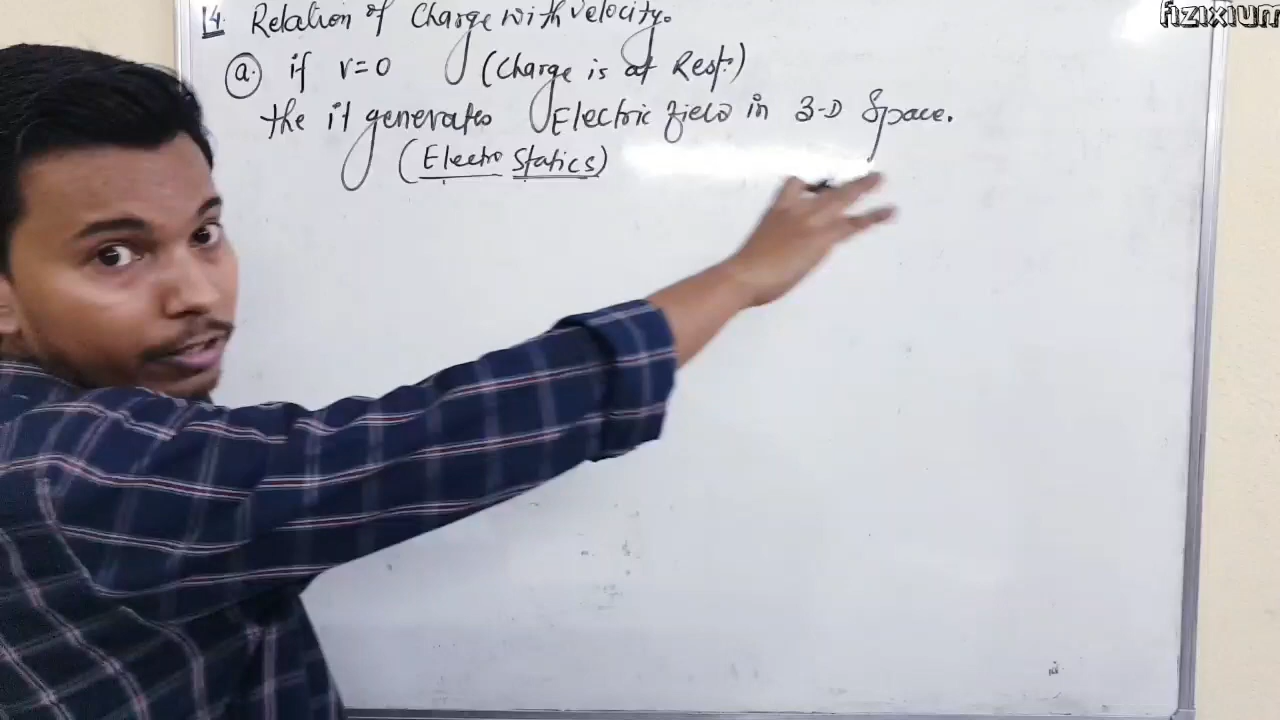 14. Relation of Charge with velocity.
fizixium
(a.) if v=0 (Charge is at Rest.)
the it generates Electric field in 3-D Space.
(Electro Statics)